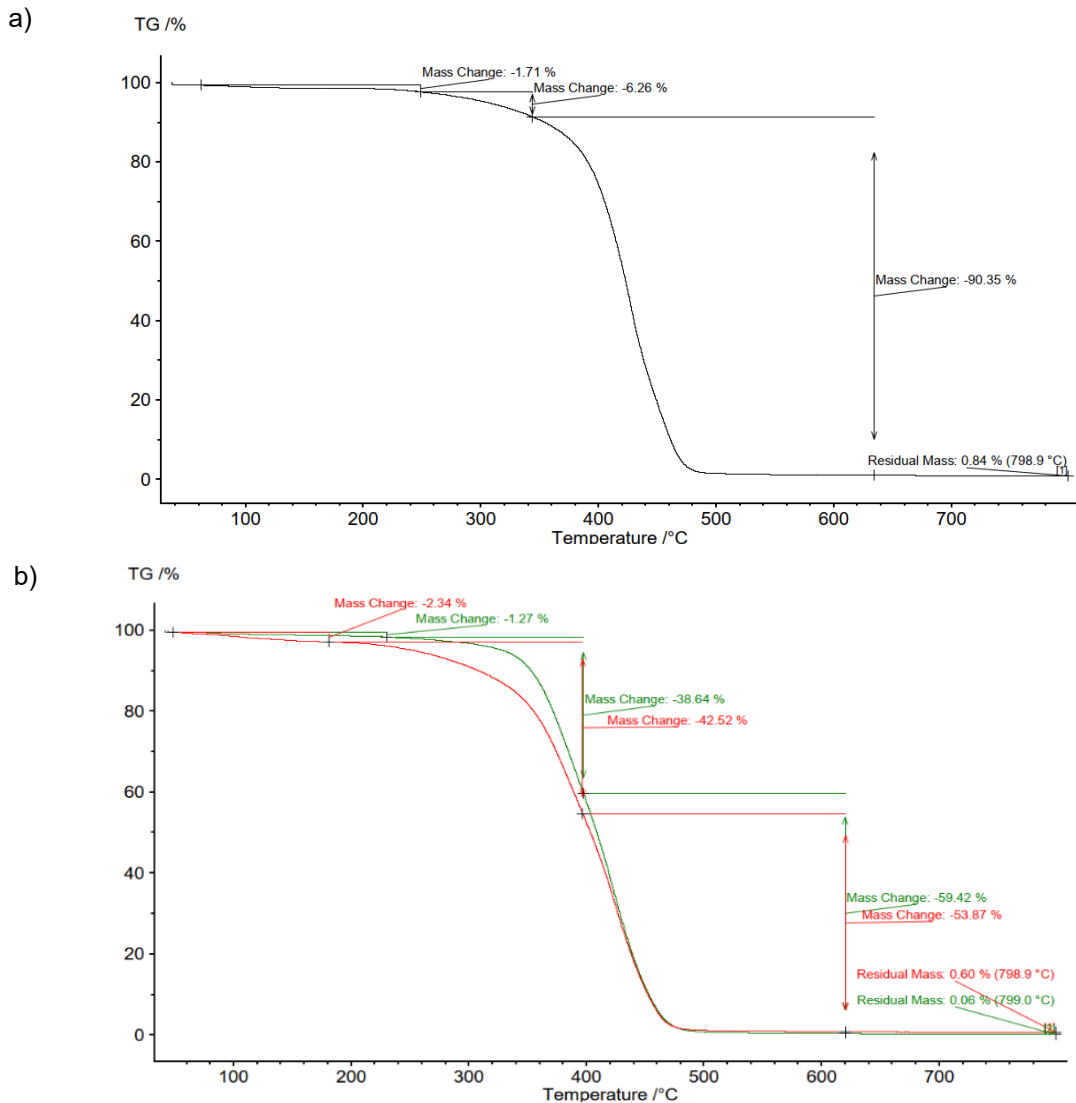 a)
TG /%
Mass Change: -1.71 %
Mass Change: -6.26 %
100
80
60
40
20
0
Mass Change: -90.35 %
Residual Mass: 0.84 % (798.9 °C)
[1]
100 200 300 400 500 600 700
Temperature /°C
b)
TG /%
Mass Change: -2.34 %
Mass Change: -1.27 %
100
80
60
40
20
0
Mass Change: -38.64 %
Mass Change: -42.52 %
Mass Change: -59.42 %
Mass Change: -53.87 %
Residual Mass: 0.60 % (798.9 °C)
Residual Mass: 0.06 % (799.0 °C)
100 200 300 400 500 600 700
Temperature /°C